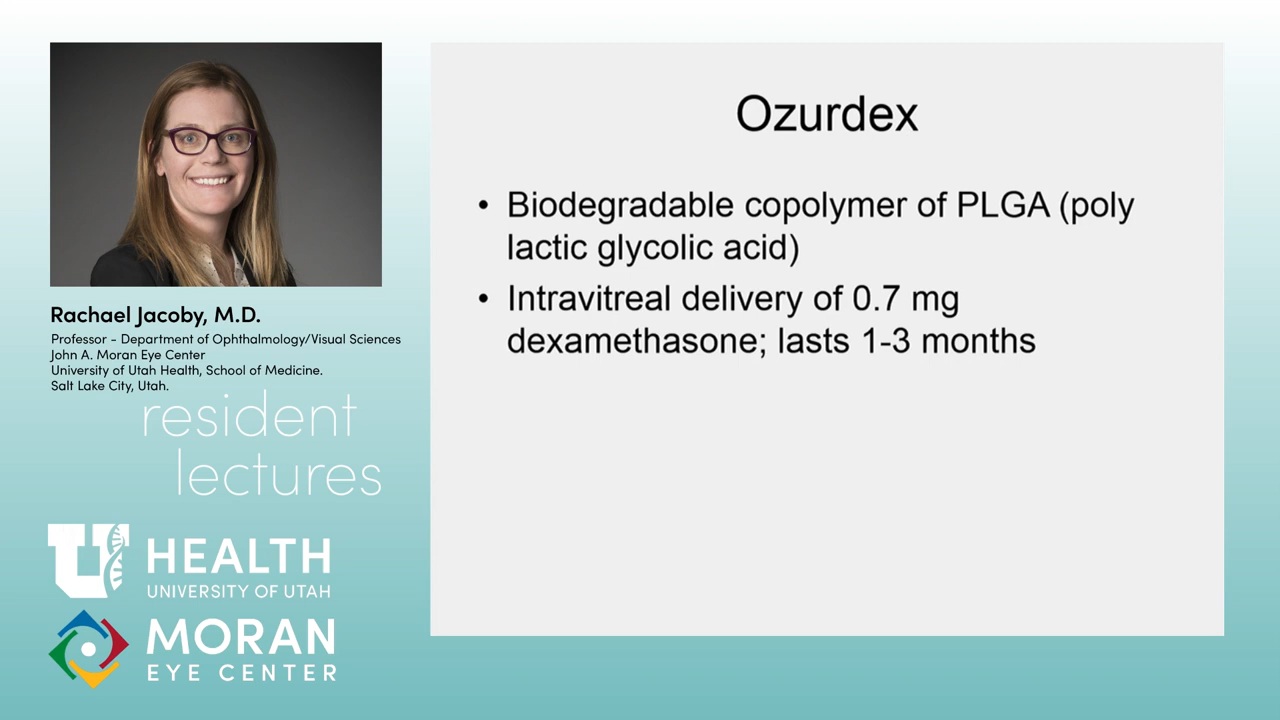 Rachael Jacoby, M.D.
Professor - Department of Ophthalmology/Visual Sciences
John A. Moran Eye Center
University of Utah Health, School of Medicine.
Salt Lake City, Utah.
resident
lectures
U
HEALTH
UNIVERSITY OF UTAH
MORAN
EYE CENTER
Ozurdex
• Biodegradable copolymer of PLGA (poly
lactic glycolic acid)
• Intravitreal delivery of 0.7 mg
dexamethasone; lasts 1-3 months